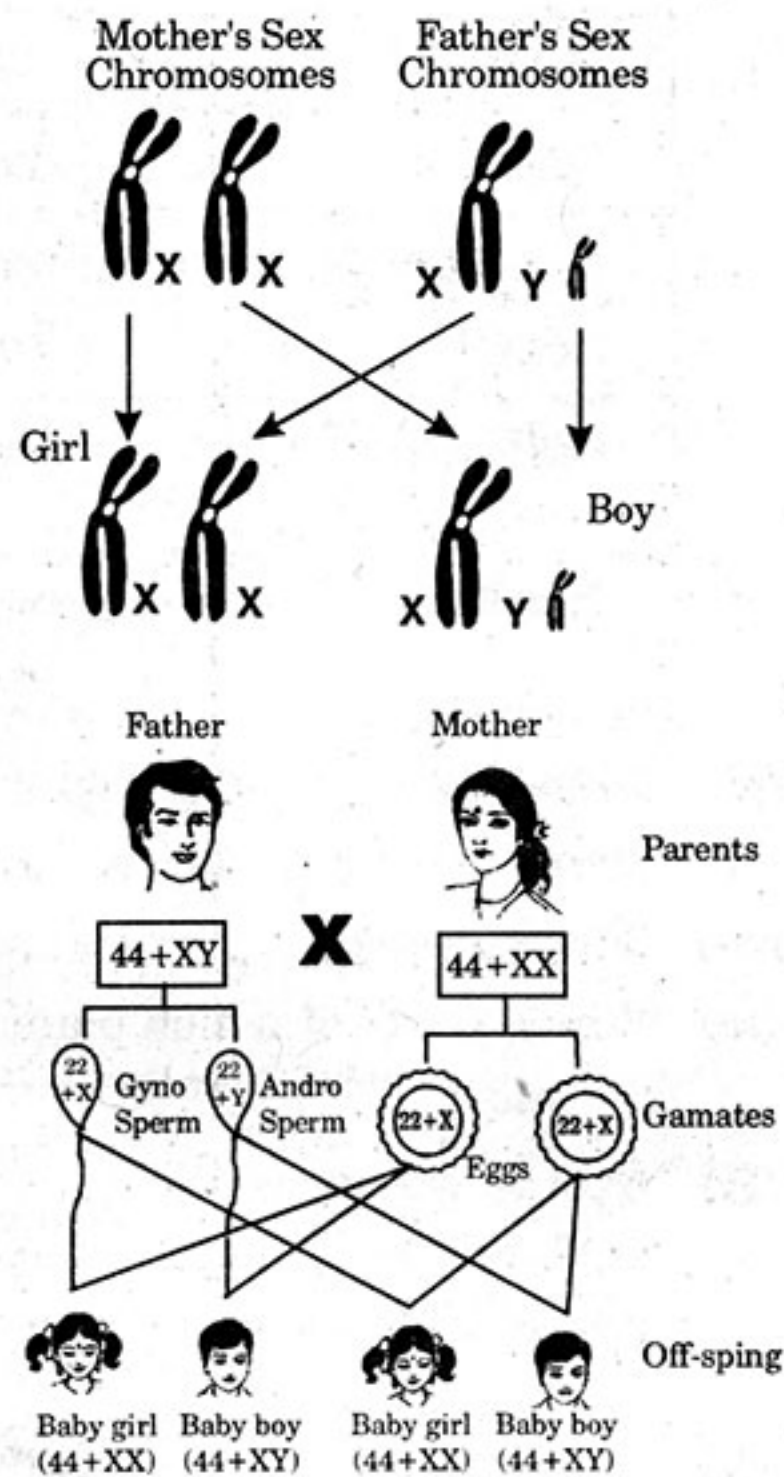 Mother's Sex
Chromosomes
Father's Sex
Chromosomes
X
X
X
Y
Girl
Boy
X
X
X
Y
Father
Mother
Parents
44+XY
X
44+XX
22
+X
Gyno
Sperm
22
+Y
Andro
Sperm
22+X
22+X
Gamates
Eggs
Off-sping
Baby girl
(44+XX)
Baby boy
(44+XY)
Baby girl
(44+XX)
Baby boy
(44+XY)